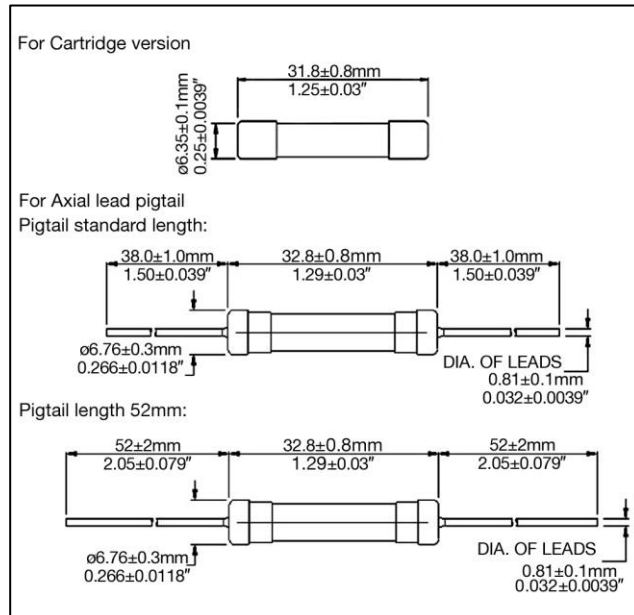 For Cartridge version
31.8±0.8mm
1.25±0.03″
ø6.35±0.1mm
0.25±0.0039″
For Axial lead pigtail
Pigtail standard length:
38.0±1.0mm
1.50±0.039″
32.8±0.8mm
1.29±0.03″
38.0±1.0mm
1.50±0.039″
ø6.76±0.3mm
0.266±0.0118″
DIA. OF LEADS
0.81±0.1mm
0.032±0.0039″
Pigtail length 52mm:
52±2mm
2.05±0.079″
32.8±0.8mm
1.29±0.03″
52±2mm
2.05±0.079″
ø6.76±0.3mm
0.266±0.0118″
DIA. OF LEADS
0.81±0.1mm
0.032±0.0039″